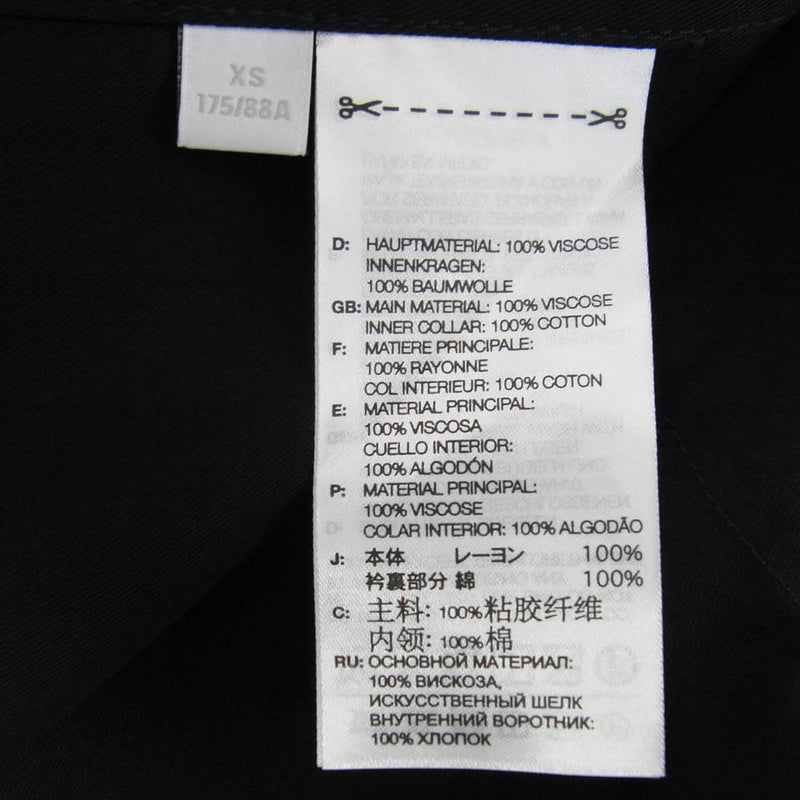 XS
175/88A
D: HAUPTMATERIAL: 100% VISCOSE
INNENKRAGEN:
100% BAUMWOLLE
GB: MAIN MATERIAL: 100% VISCOSE
INNER COLLAR: 100% COTTON
F: MATIERE PRINCIPALE:
100% RAYONNE
COL INTERIEUR: 100% COTON
E: MATERIAL PRINCIPAL:
100% VISCOSA
CUELLO INTERIOR:
100% ALGODÓN
P: MATERIAL PRINCIPAL:
100% VISCOSE
COLAR INTERIOR: 100% ALGODÃO
J: 本体 レーヨン 100%
衿裏部分 綿 100%
C: 主料: 100%粘胶纤维
内领: 100%棉
RU: ОСНОВНОЙ МАТЕРИАЛ:
100% ВИСКОЗА,
ИСКУССТВЕННЫЙ ШЕЛК
ВНУТРЕННИЙ ВОРОТНИК:
100% ХЛОПОК